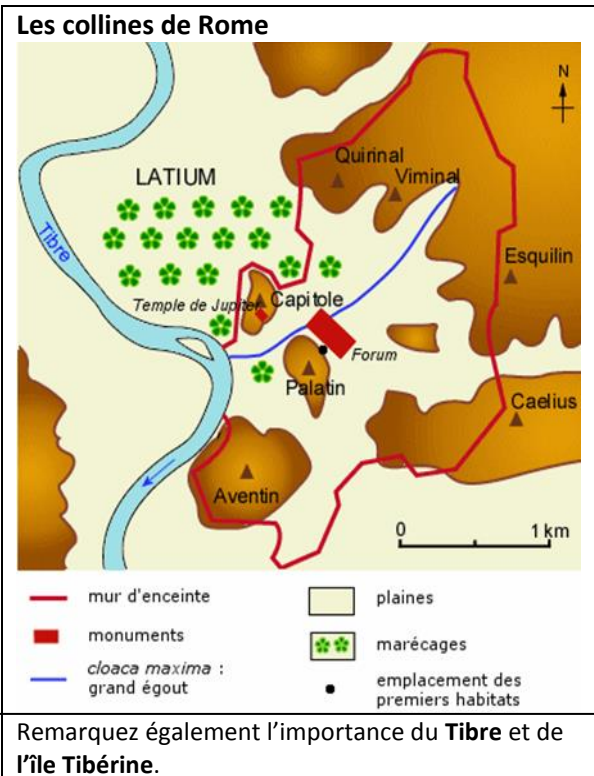 Les collines de Rome
N
Quirinal
Viminal
LATIUM
Tibre
Esquilin
Temple de Jupiter
Capitole
Forum
Palatin
Caelius
Aventin
0 1 km
mur d'enceinte
plaines
monuments
marécages
cloaca maxima :
grand égout
emplacement des
premiers habitats
Remarquez également l'importance du Tibre et de
l'île Tibérine.